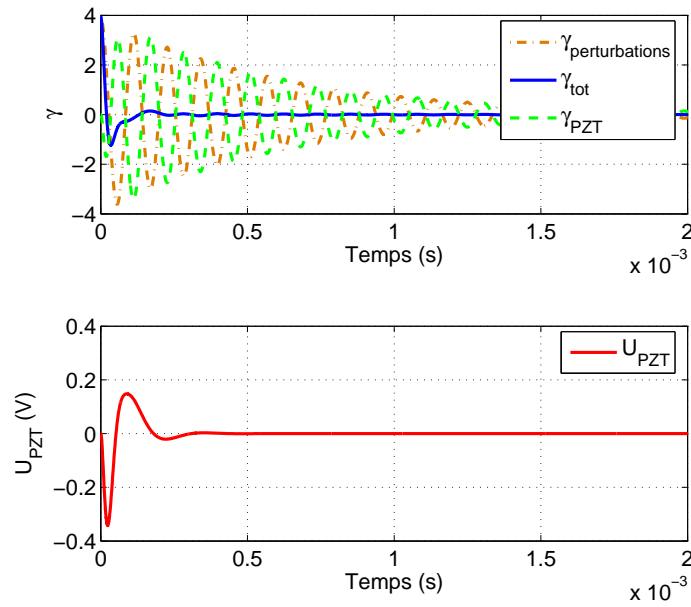 4
2
0
−2
−4
γ
γperturbations
γtot
γPZT
0
0.5
1
1.5
2
Temps (s)
x 10−3
0.4
0.2
0
−0.2
−0.4
UPZT (V)
UPZT
0
0.5
1
1.5
2
Temps (s)
x 10−3